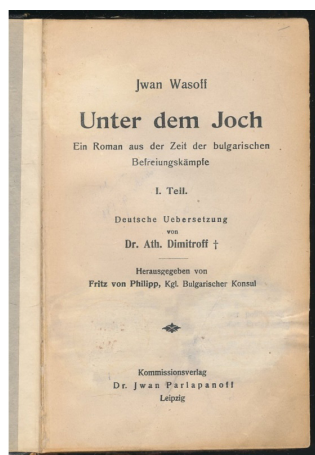 Jwan Wasoff
Unter dem Joch
Ein Roman aus der Zeit der bulgarischen
Befreiungskämpfe
I. Teil.
Deutsche Uebersetzung
von
Dr. Ath. Dimitroff †
Herausgegeben von
Fritz von Philipp, Kgl. Bulgarischer Konsul
Kommissionsverlag
Dr. Jwan Parlapanoff
Leipzig